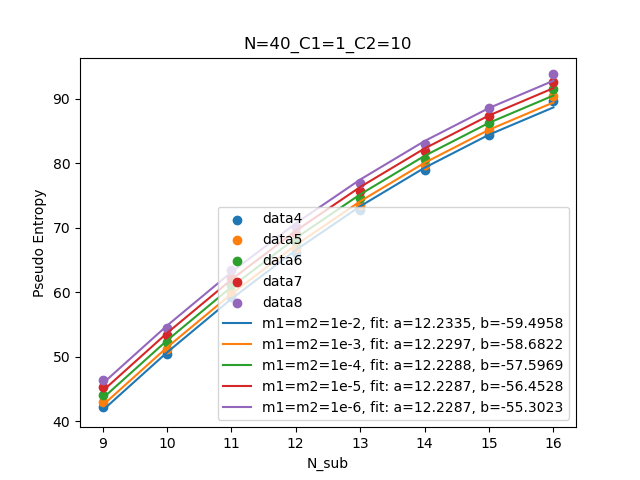 N=40_C1=1_C2=10
Pseudo Entropy
90
80
70
60
50
40
data4
data5
data6
data7
data8
m1=m2=1e-2, fit: a=12.2335, b=-59.4958
m1=m2=1e-3, fit: a=12.2297, b=-58.6822
m1=m2=1e-4, fit: a=12.2288, b=-57.5969
m1=m2=1e-5, fit: a=12.2287, b=-56.4528
m1=m2=1e-6, fit: a=12.2287, b=-55.3023
9 10 11 12 13 14 15 16
N_sub